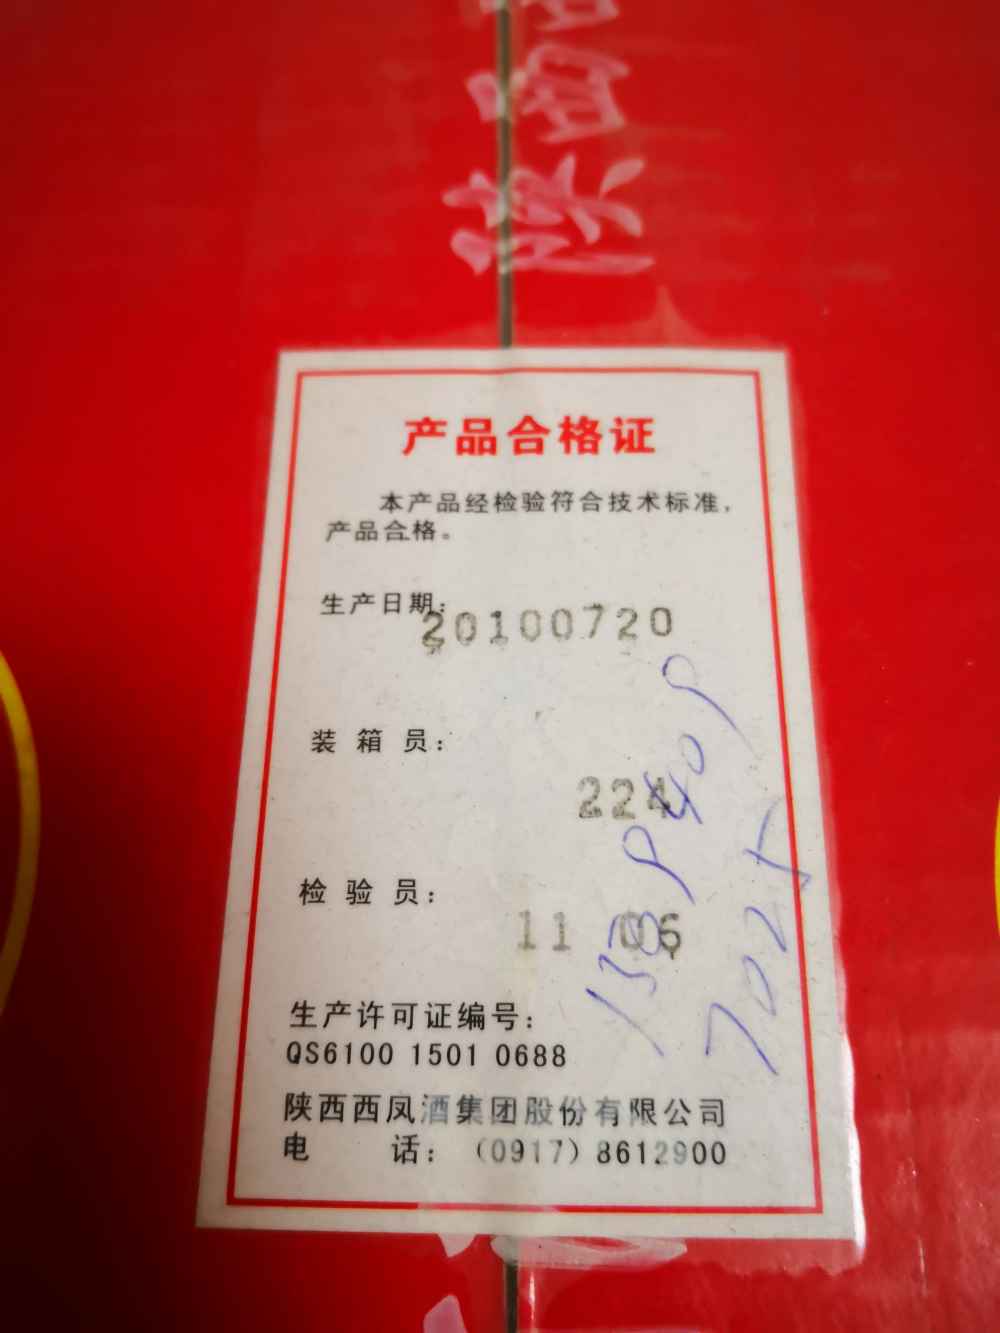 陕西
产品合格证
本产品经检验符合技术标准，
产品合格。
生产日期：
20100720
装 箱 员：
224
检 验 员：
11 06
生产许可证编号：
QS6100 1501 0688
陕西西凤酒集团股份有限公司
电 话：（0917）8612900